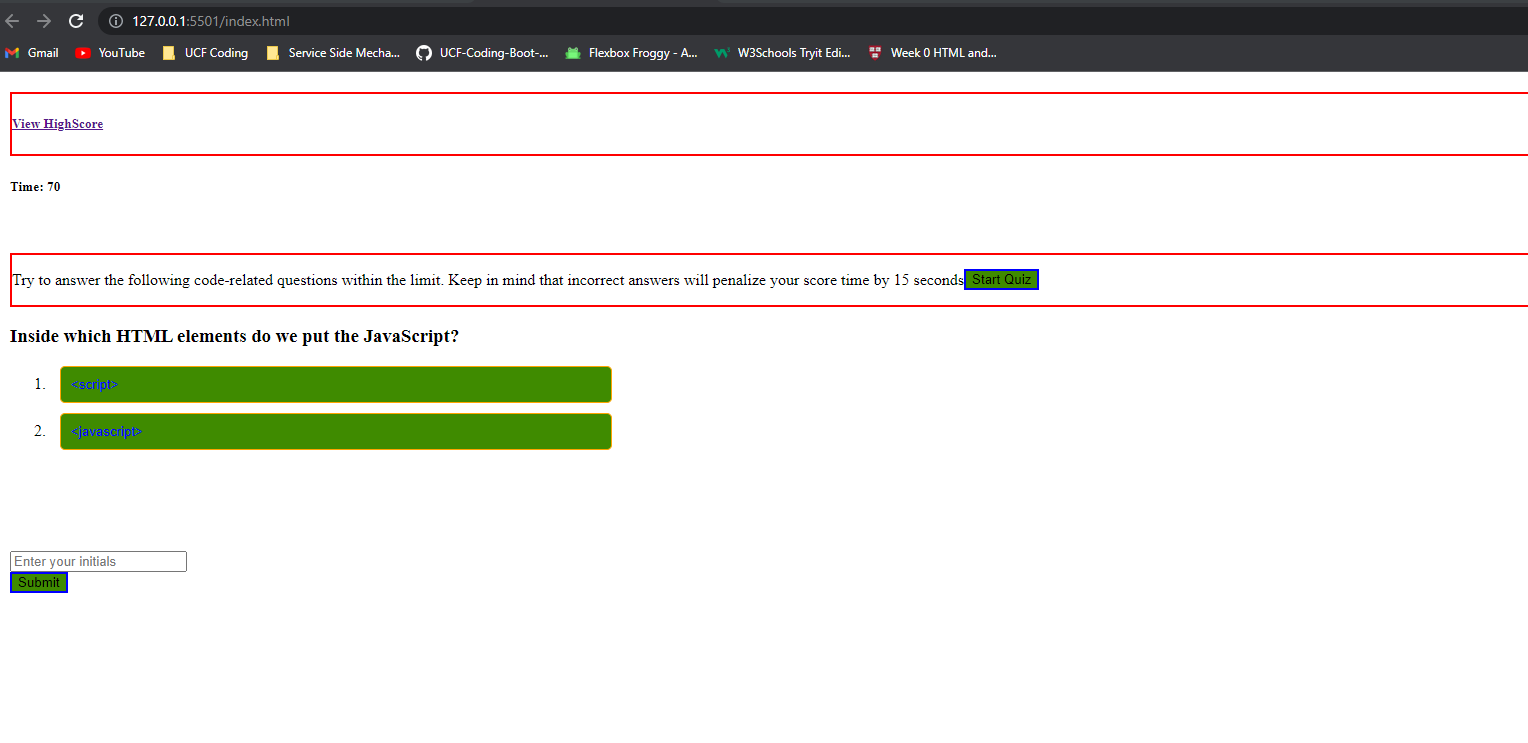 127.0.0.1:5501/index.html
Gmail YouTube UCF Coding Service Side Mecha... UCF-Coding-Boot-... Flexbox Froggy - A... W3Schools Tryit Edi... Week 0 HTML and...
View HighScore
Time: 70
Try to answer the following code-related questions within the limit. Keep in mind that incorrect answers will penalize your score time by 15 seconds Start Quiz
Inside which HTML elements do we put the JavaScript?
1. <script>
2. <javascript>
Enter your initials
Submit